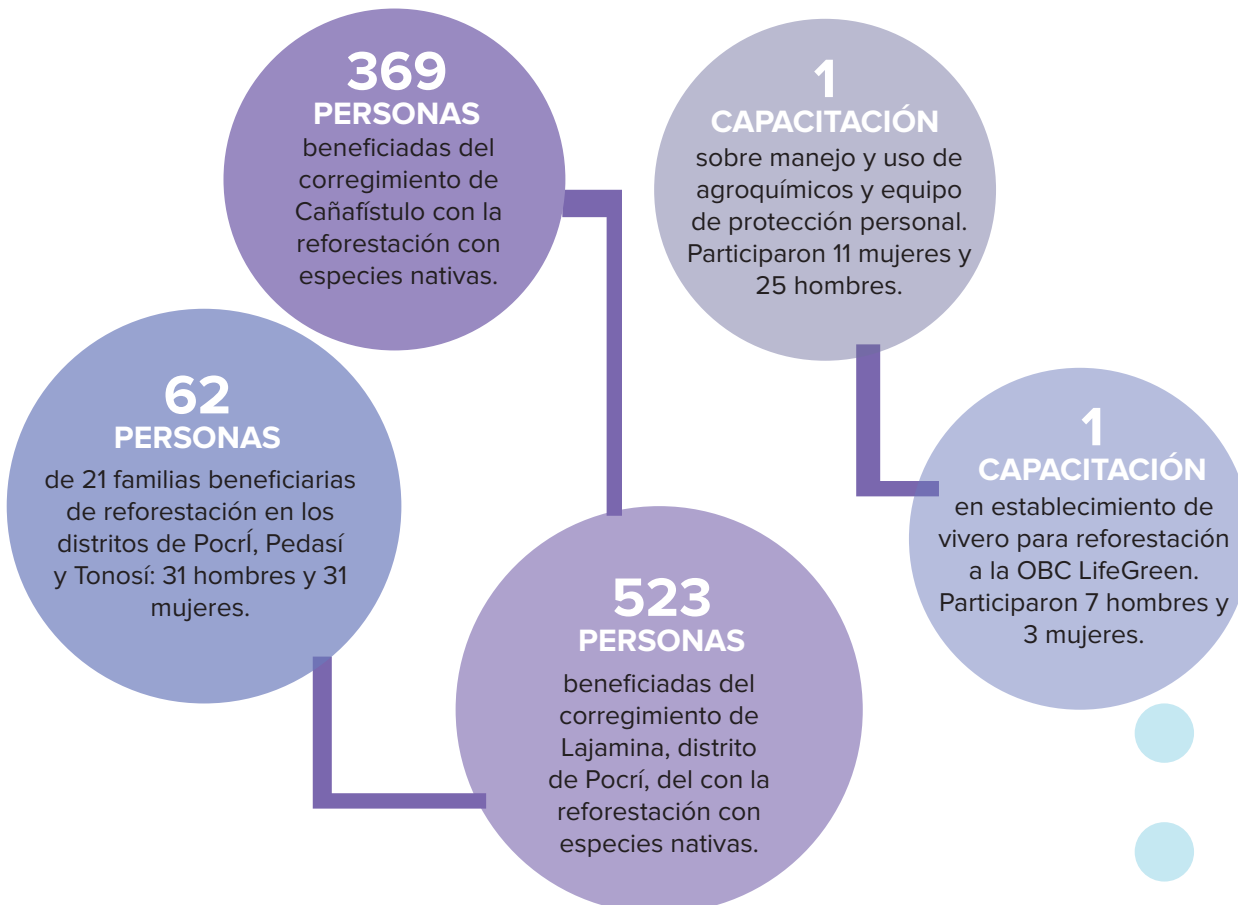 369
PERSONAS
beneficiadas del
corregimiento de
Cañafístulo con la
reforestación con
especies nativas.
1
CAPACITACIÓN
sobre manejo y uso de
agroquímicos y equipo
de protección personal.
Participaron 11 mujeres y
25 hombres.
62
PERSONAS
de 21 familias beneficiarias
de reforestación en los
distritos de PocrÍ, Pedasí
y Tonosí: 31 hombres y 31
mujeres.
523
PERSONAS
beneficiadas del
corregimiento de
Lajamina, distrito
de Pocrí, del con la
reforestación con
especies nativas.
1
CAPACITACIÓN
en establecimiento de
vivero para reforestación
a la OBC LifeGreen.
Participaron 7 hombres y
3 mujeres.